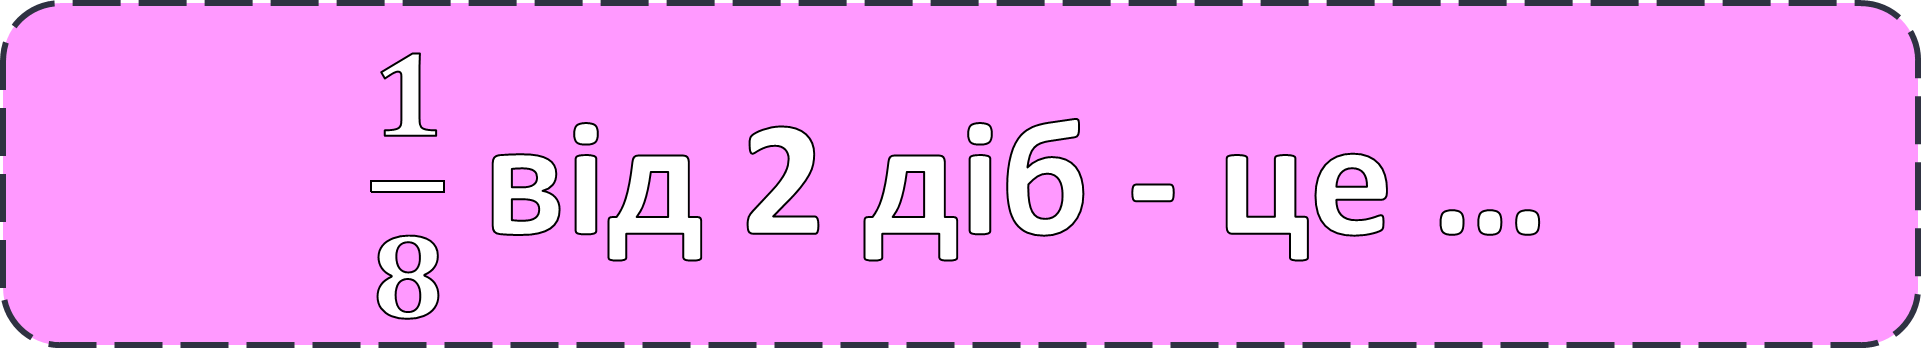 1/8 від 2 діб - це ...